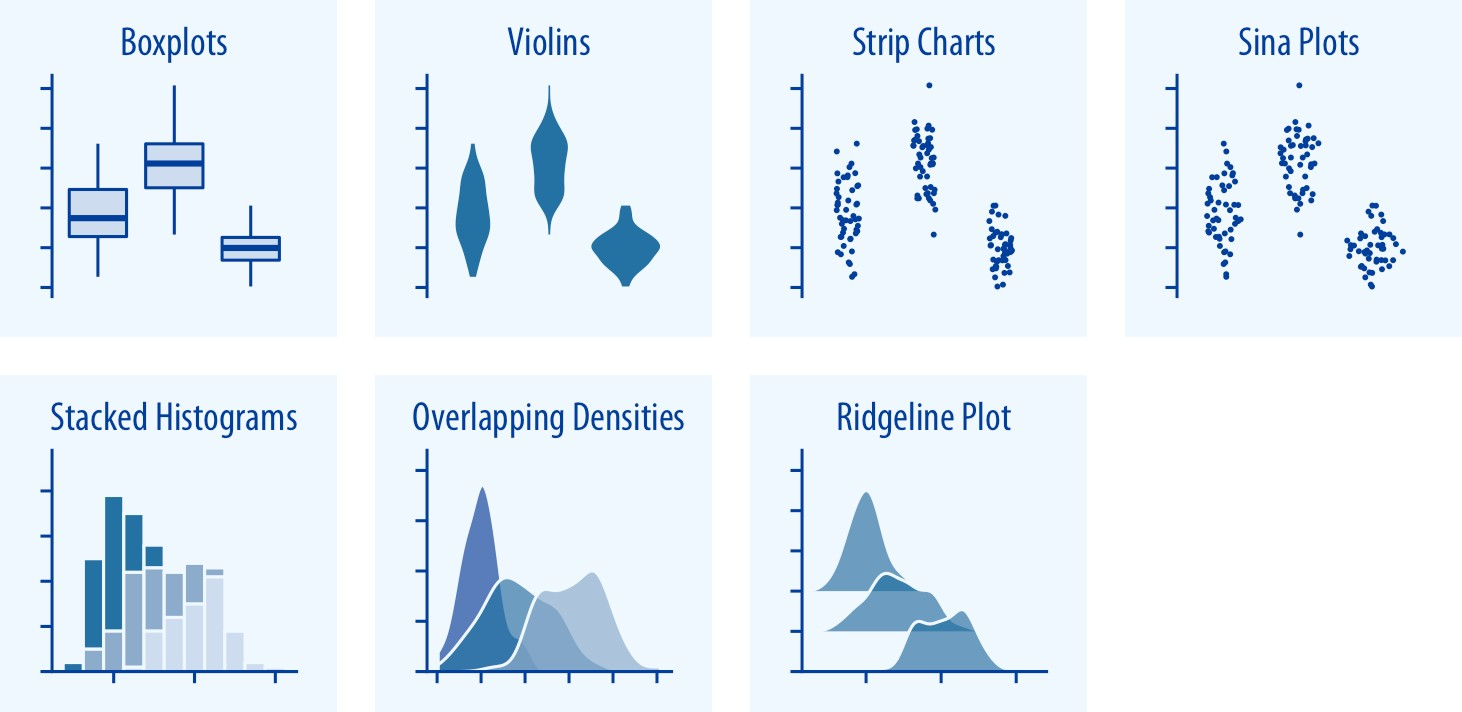 Boxplots
Violins
Strip Charts
Sina Plots
Stacked Histograms
Overlapping Densities
Ridgeline Plot